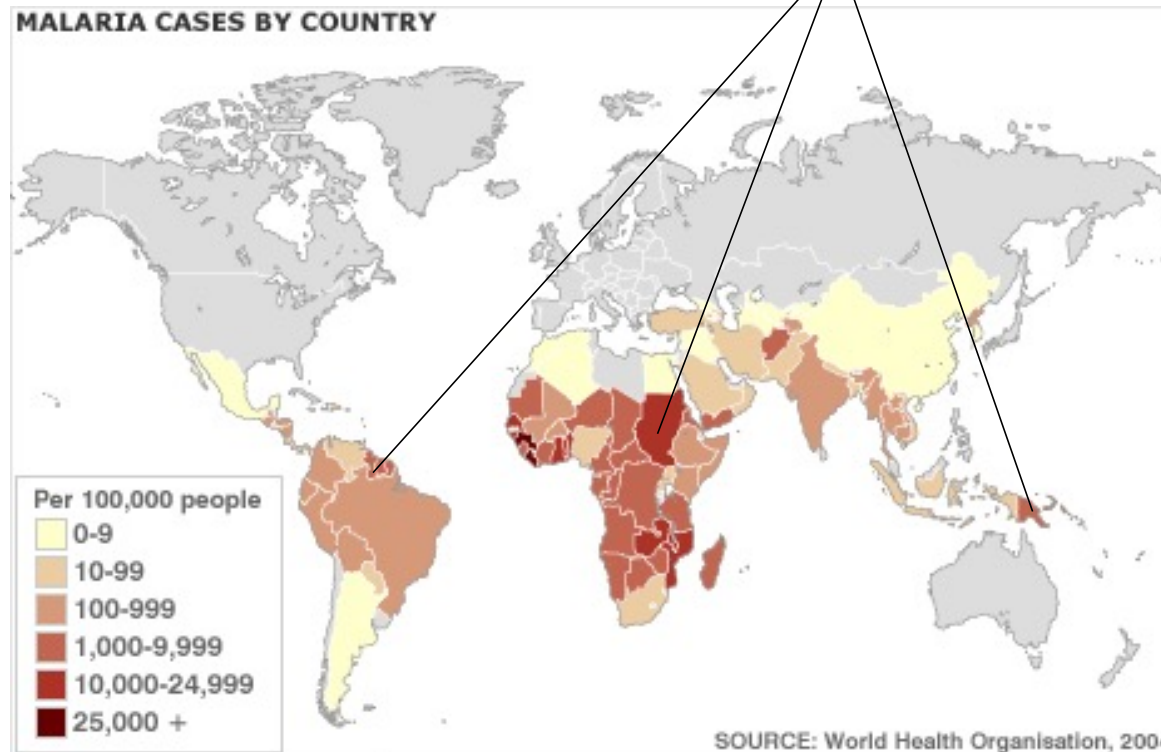 MALARIA CASES BY COUNTRY
Per 100,000 people
0-9
10-99
100-999
1,000-9,999
10,000-24,999
25,000 +
SOURCE: World Health Organisation,